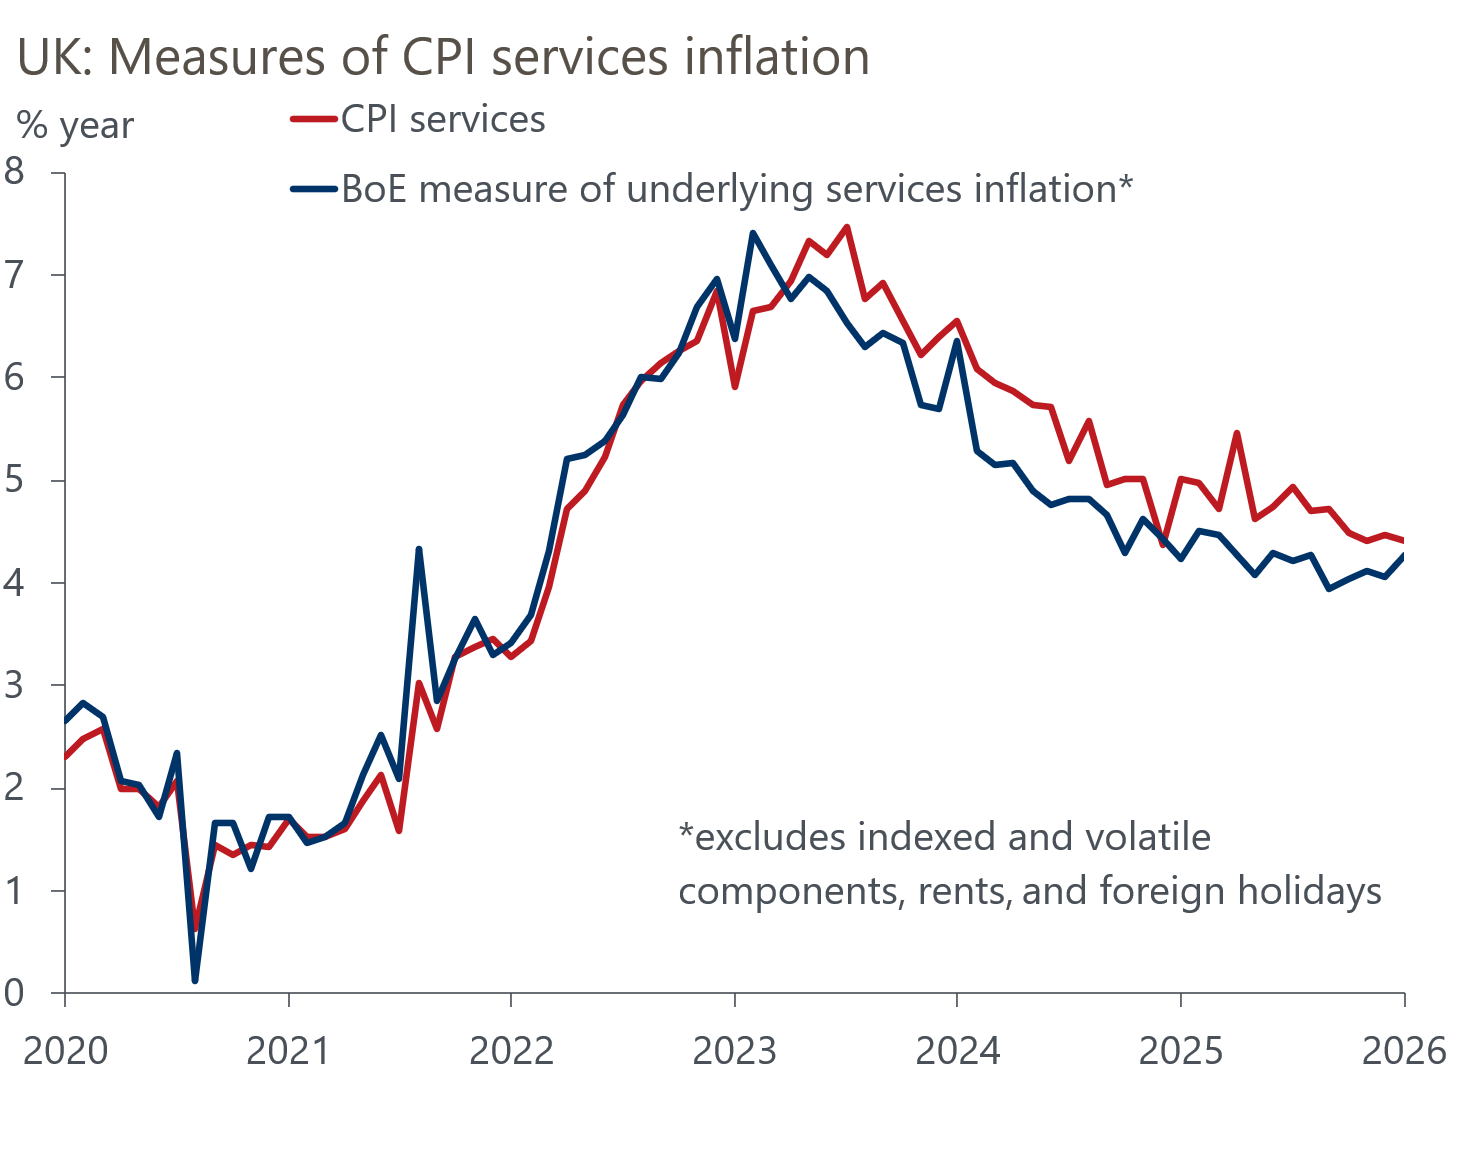 UK: Measures of CPI services inflation
% year
CPI services
BoE measure of underlying services inflation*
8
7
6
5
4
3
2
1
0
*excludes indexed and volatile
components, rents, and foreign holidays
2020 2021 2022 2023 2024 2025 2026